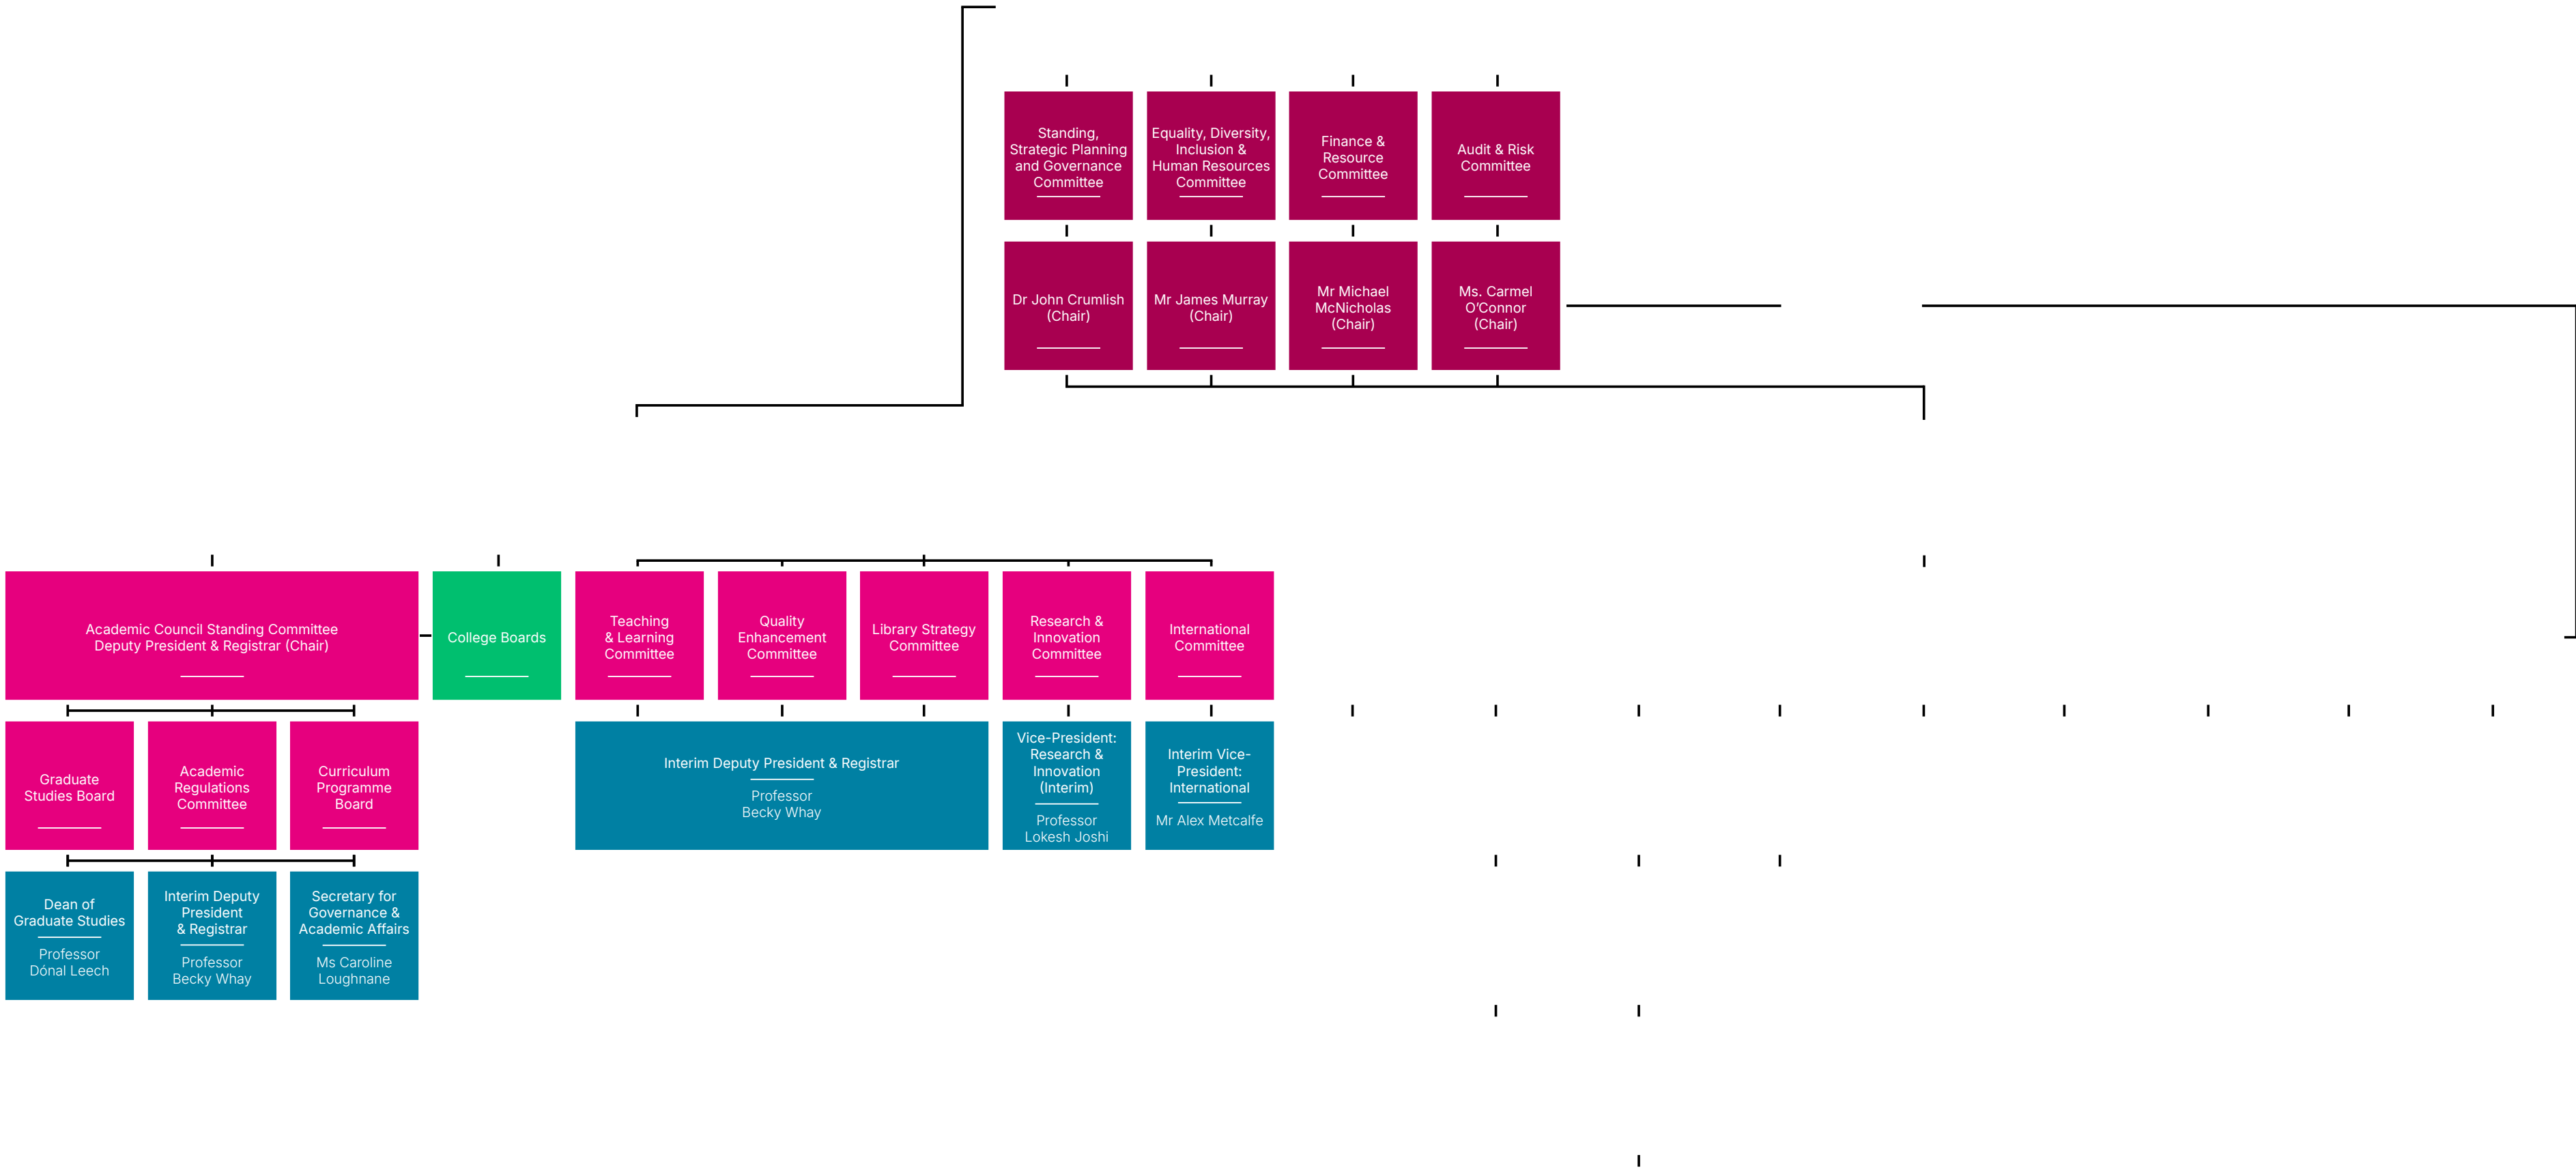 Standing,
Strategic Planning
and Governance
Committee
Equality, Diversity,
Inclusion &
Human Resources
Committee
Finance &
Resource
Committee
Audit & Risk
Committee
Dr John Crumlish
(Chair)
Mr James Murray
(Chair)
Mr Michael
McNicholas
(Chair)
Ms. Carmel
O’Connor
(Chair)
Academic Council Standing Committee
Deputy President & Registrar (Chair)
College Boards
Teaching
& Learning
Committee
Quality
Enhancement
Committee
Library Strategy
Committee
Research &
Innovation
Committee
International
Committee
Graduate
Studies Board
Academic
Regulations
Committee
Curriculum
Programme
Board
Interim Deputy President & Registrar
Professor
Becky Whay
Vice-President:
Research &
Innovation
(Interim)
Professor
Lokesh Joshi
Interim Vice-
President:
International
Mr Alex Metcalfe
Dean of
Graduate Studies
Professor
Dónal Leech
Interim Deputy
President
& Registrar
Professor
Becky Whay
Secretary for
Governance &
Academic Affairs
Ms Caroline
Loughnane